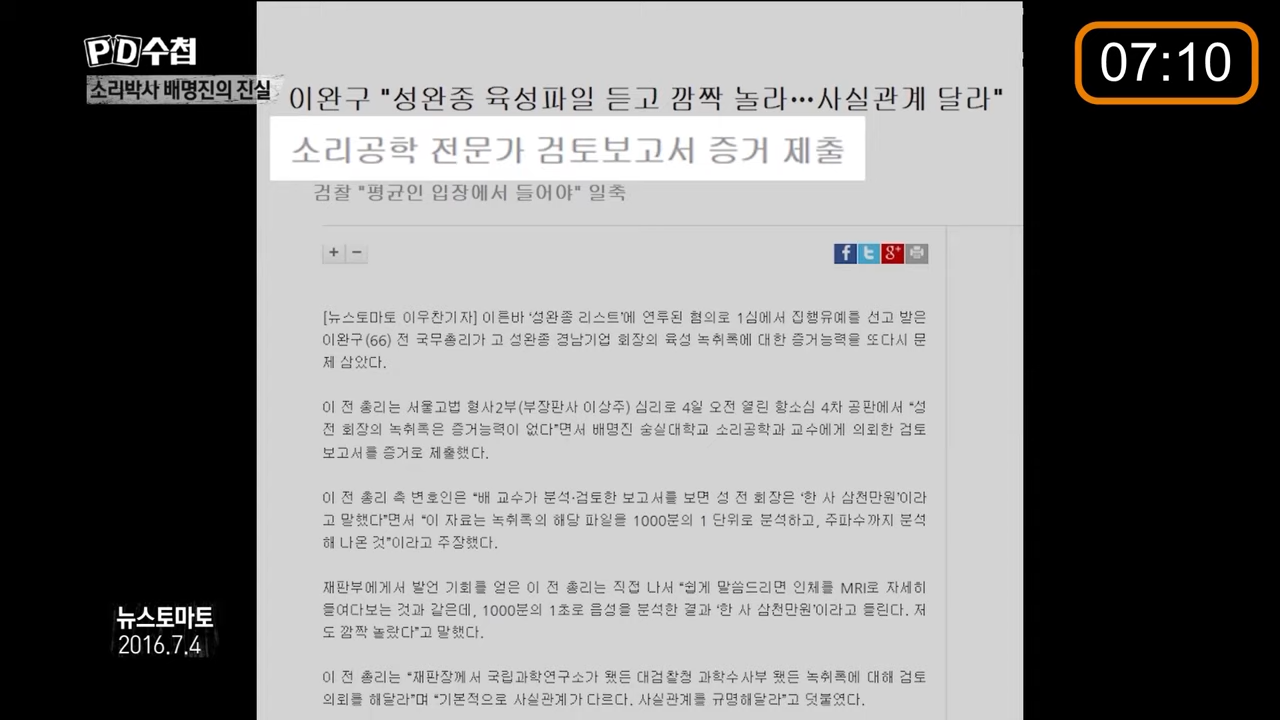 PD수첩
소리박사 배명진의 진실
07:10
이완구 "성완종 육성파일 듣고 깜짝 놀라…사실관계 달라"
소리공학 전문가 검토보고서 증거 제출
검찰 "평균인 입장에서 들어야" 일축
+ −
f t g+
[뉴스토마토 이우찬기자] 이른바 ‘성완종 리스트’에 연루된 혐의로 1심에서 집행유예를 선고 받은
이완구(66) 전 국무총리가 고 성완종 경남기업 회장의 육성 녹취록에 대한 증거능력을 또다시 문
제 삼았다.
이 전 총리는 서울고법 형사2부(부장판사 이상주) 심리로 4일 오전 열린 항소심 4차 공판에서 “성
전 회장의 녹취록은 증거능력이 없다”면서 배명진 숭실대학교 소리공학과 교수에게 의뢰한 검토
보고서를 증거로 제출했다.
이 전 총리 측 변호인은 “배 교수가 분석·검토한 보고서를 보면 성 전 회장은 ‘한 사 삼천만원’이라
고 말했다”면서 “이 자료는 녹취록의 해당 파일을 1000분의 1 단위로 분석하고, 주파수까지 분석
해 나온 것”이라고 주장했다.
재판부에게서 발언 기회를 얻은 이 전 총리는 직접 나서 “쉽게 말씀드리면 인체를 MRI로 자세히
들여다보는 것과 같은데, 1000분의 1초로 음성을 분석한 결과 ‘한 사 삼천만원’이라고 들린다. 저
도 깜짝 놀랐다”고 말했다.
이 전 총리는 “재판장께서 국립과학연구소가 됐든 대검찰청 과학수사부 됐든 녹취록에 대해 검토
의뢰를 해달라”며 “기본적으로 사실관계가 다르다. 사실관계를 규명해달라”고 덧붙였다.
뉴스토마토
2016.7.4